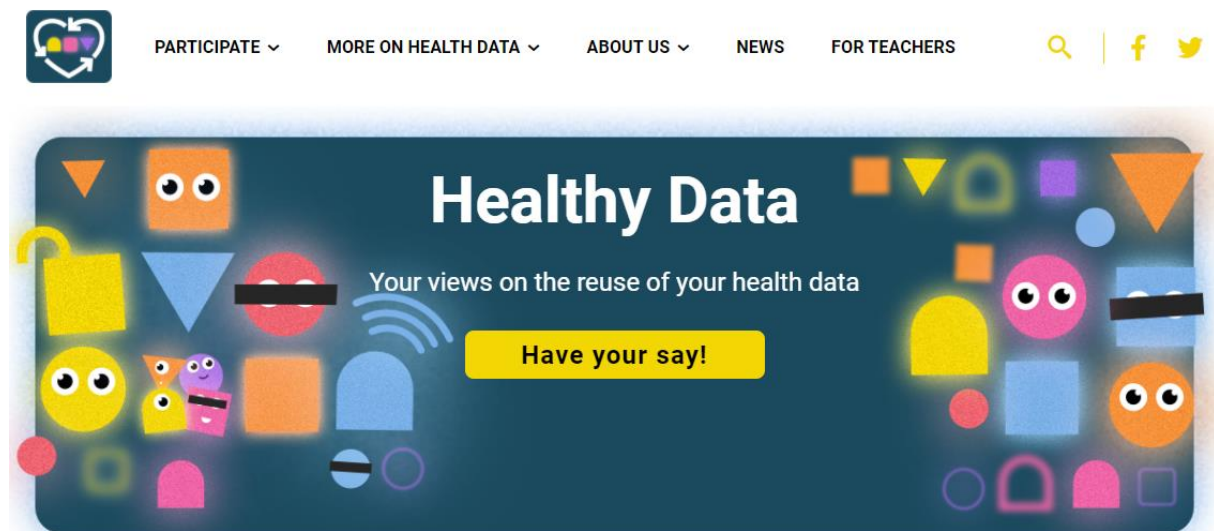 PARTICIPATE MORE ON HEALTH DATA ABOUT US NEWS FOR TEACHERS
Healthy Data
Your views on the reuse of your health data
Have your say!